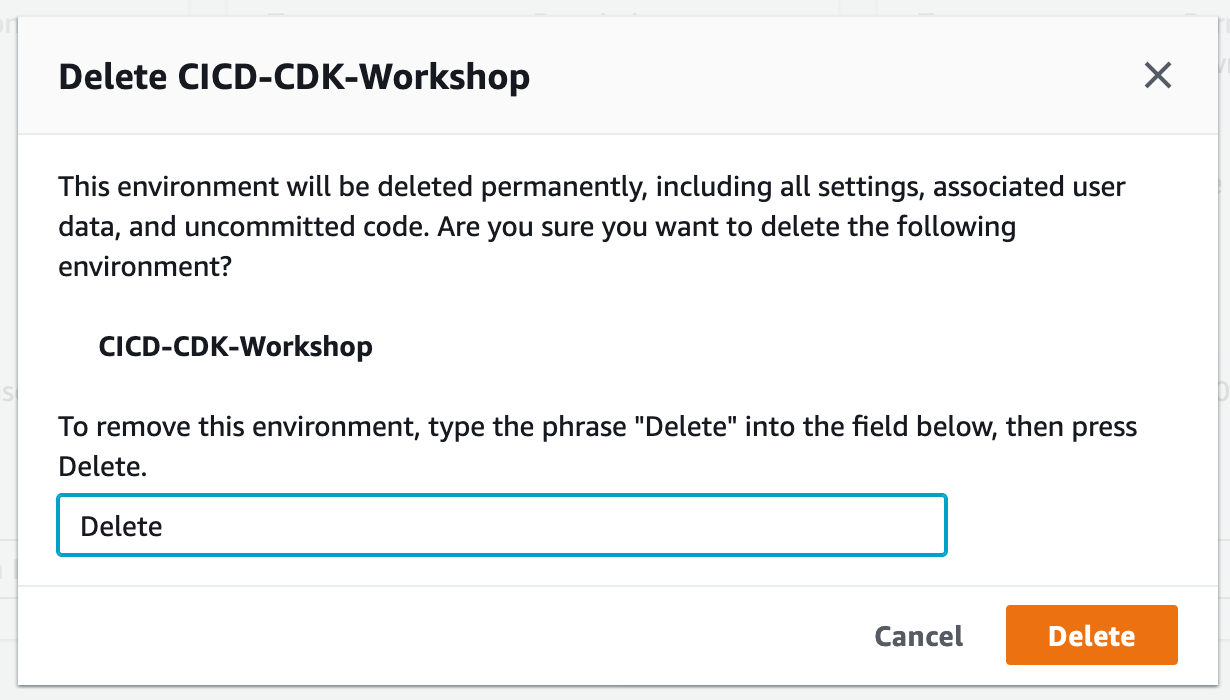 Delete CICD-CDK-Workshop
This environment will be deleted permanently, including all settings, associated user
data, and uncommitted code. Are you sure you want to delete the following
environment?
CICD-CDK-Workshop
To remove this environment, type the phrase "Delete" into the field below, then press
Delete.
Delete
Cancel
Delete